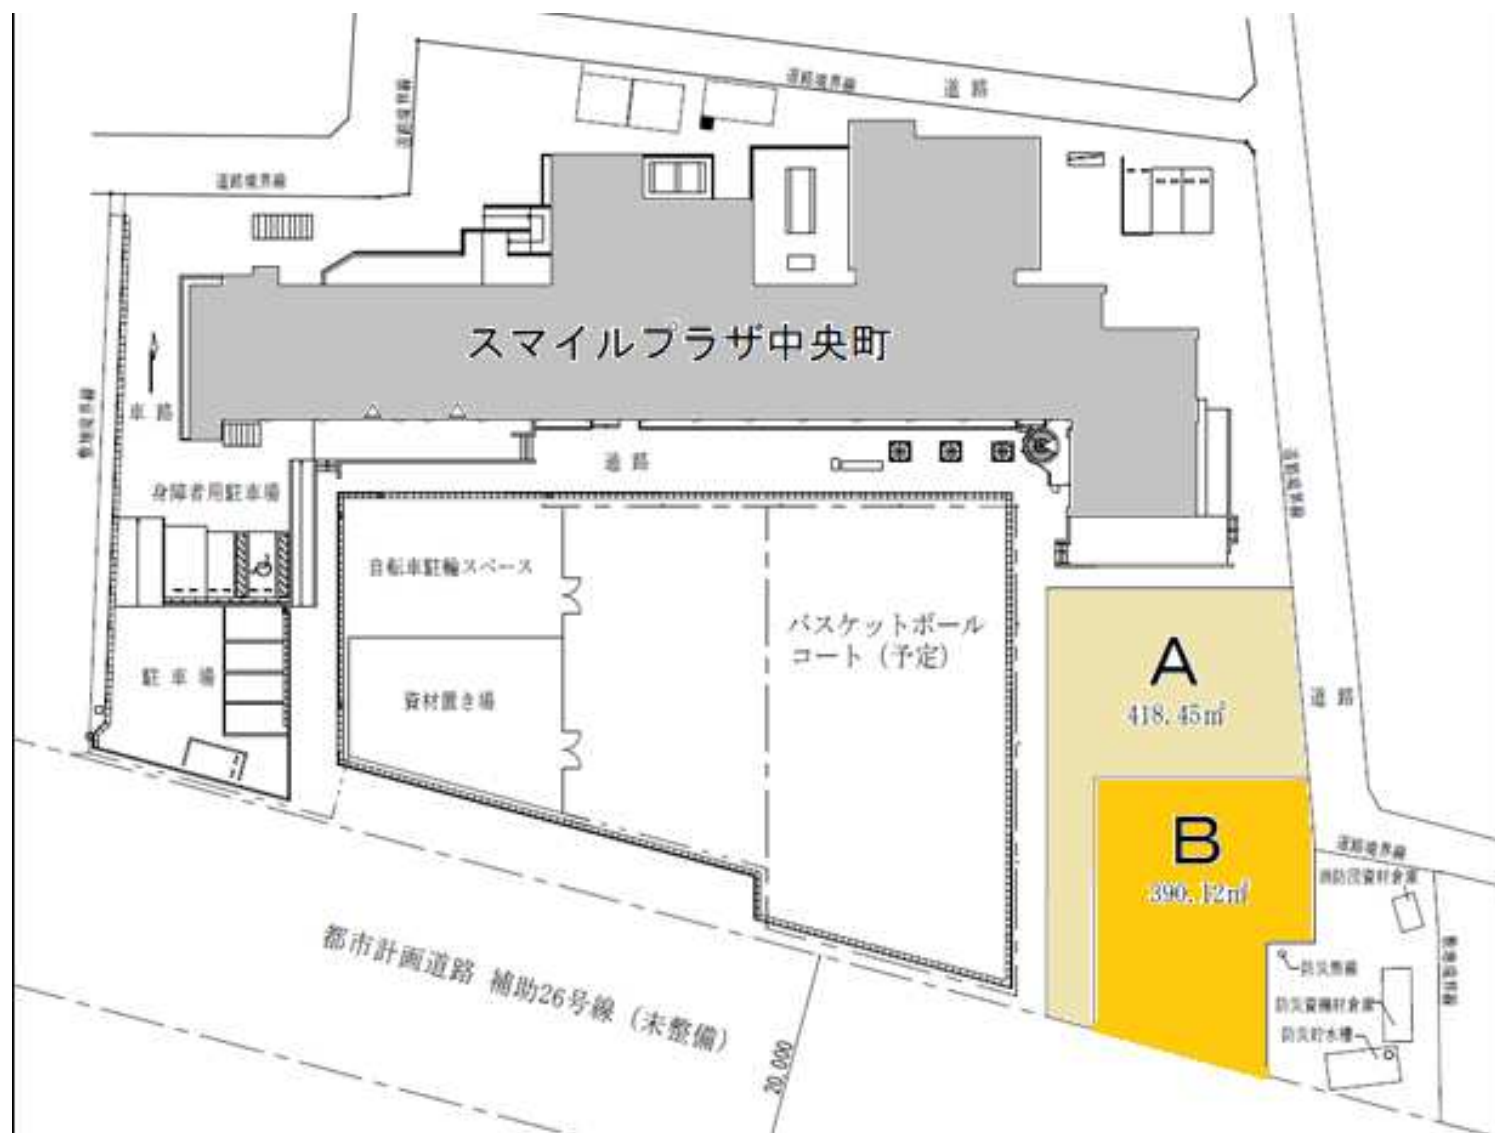 道路境界線
道路
道路境界線
道路境界線
スマイルプラザ中央町
敷地境界線
車路
通路
道路境界線
身障者用駐車場
自転車駐輪スペース
バスケットボール
コート（予定）
A
418.45㎡
駐車場
資材置き場
道路
B
390.12㎡
道路境界線
消防団資材倉庫
敷地境界線
防災無線
防災資機材倉庫
防災貯水槽
都市計画道路 補助26号線（未整備）
20,000